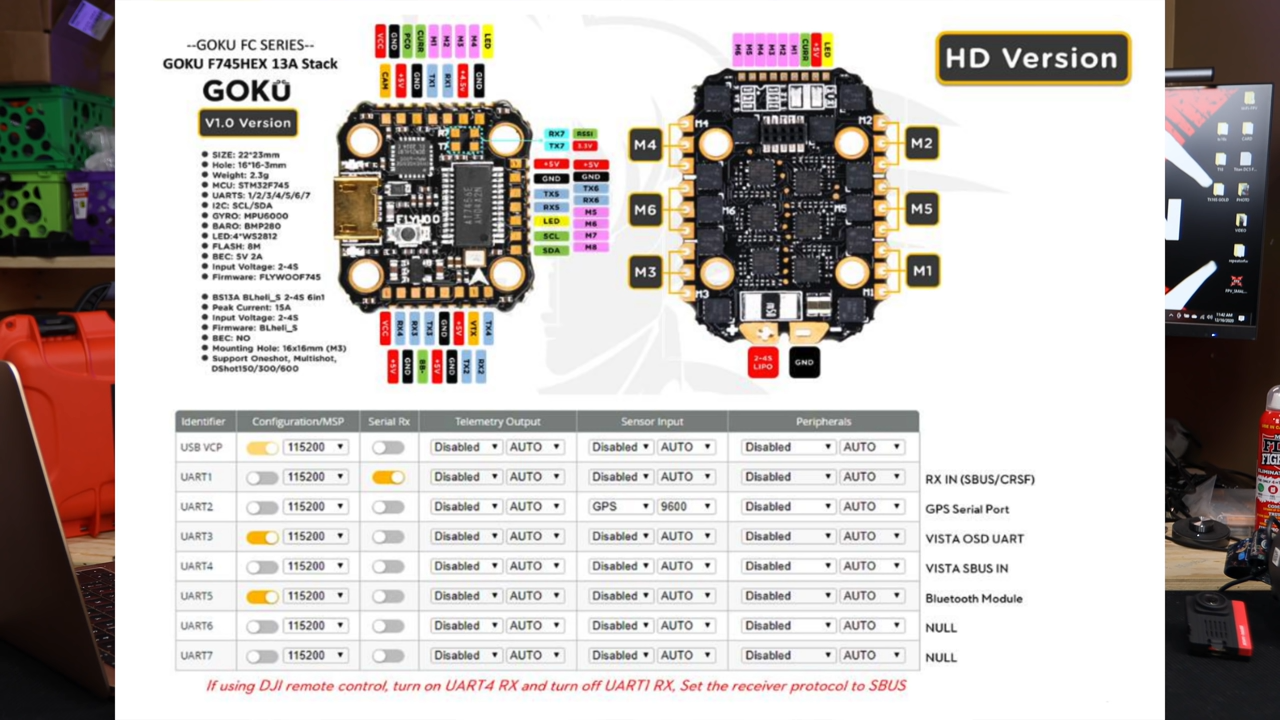 --GOKU FC SERIES--
GOKU F745HEX 13A Stack
GOKU
V1.0 Version
SIZE: 22*23mm
Hole: 16*16-3mm
Weight: 2.3g
MCU: STM32F745
UARTS: 1/2/3/4/5/6/7
I2C: SCL/SDA
GYRO: MPU6000
BARO: BMP280
LED:4*WS2812
FLASH: 8M
BEC: 5V 2A
Input Voltage: 2-4S
Firmware: FLYWOOF745
BS13A BLheli_S 2-4S 6in1
Peak Current: 15A
Input Voltage: 2-4S
Firmware: BLheli_S
BEC: NO
Mounting Hole: 16x16mm (M3)
Support Oneshot, Multishot,
DShot150/300/600
VCC GND PC0 CURR M1 M2 M3 M4 LED
CAM +5V GND TX1 RX1 +4.5V GND
RX7 RSSI
TX7 3.3V
+5V +5V
GND GND
TX5 TX6
RX5 RX6
LED M5
SCL M6
SDA M7
M8
FLYWOO
AT7456E
VCC RX4 RX3 TX3 GND +5V VTX TX4
+5V GND BB- +5V GND TX2 RX2
HD Version
M6 M5 M4 M3 M2 M1 CURR +5V LED
M4 M2
M4 M2
M6 M5
M6 M5
M3 M1
M3 M1
2-4S
LIPO
GND
Identifier Configuration/MSP Serial Rx Telemetry Output Sensor Input Peripherals
USB VCP 115200 Disabled AUTO Disabled AUTO Disabled AUTO
UART1 115200 Disabled AUTO Disabled AUTO Disabled AUTO RX IN (SBUS/CRSF)
UART2 115200 Disabled AUTO GPS 9600 Disabled AUTO GPS Serial Port
UART3 115200 Disabled AUTO Disabled AUTO Disabled AUTO VISTA OSD UART
UART4 115200 Disabled AUTO Disabled AUTO Disabled AUTO VISTA SBUS IN
UART5 115200 Disabled AUTO Disabled AUTO Disabled AUTO Bluetooth Module
UART6 115200 Disabled AUTO Disabled AUTO Disabled AUTO NULL
UART7 115200 Disabled AUTO Disabled AUTO Disabled AUTO NULL
If using DJI remote control, turn on UART4 RX and turn off UART1 RX, Set the receiver protocol to SBUS